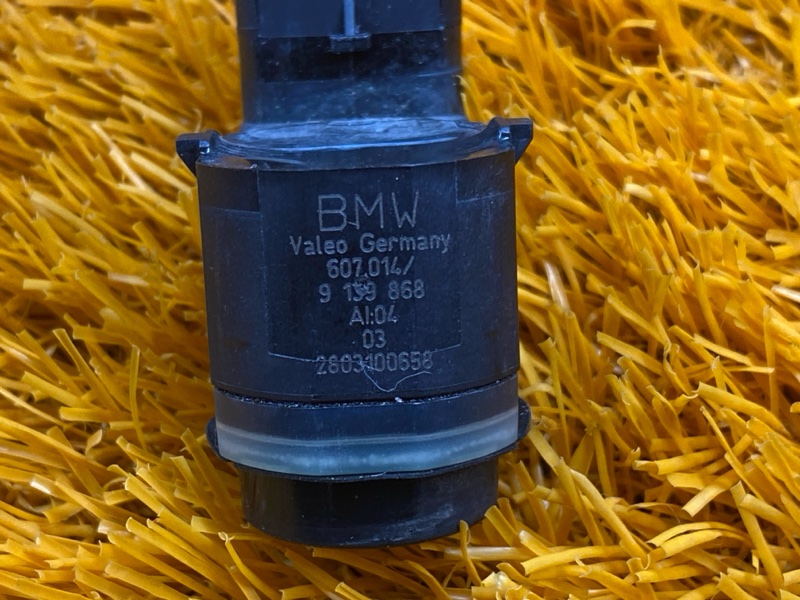 BMW
Valeo Germany
607.014/
9 139 868
AI:04
03
2803100658